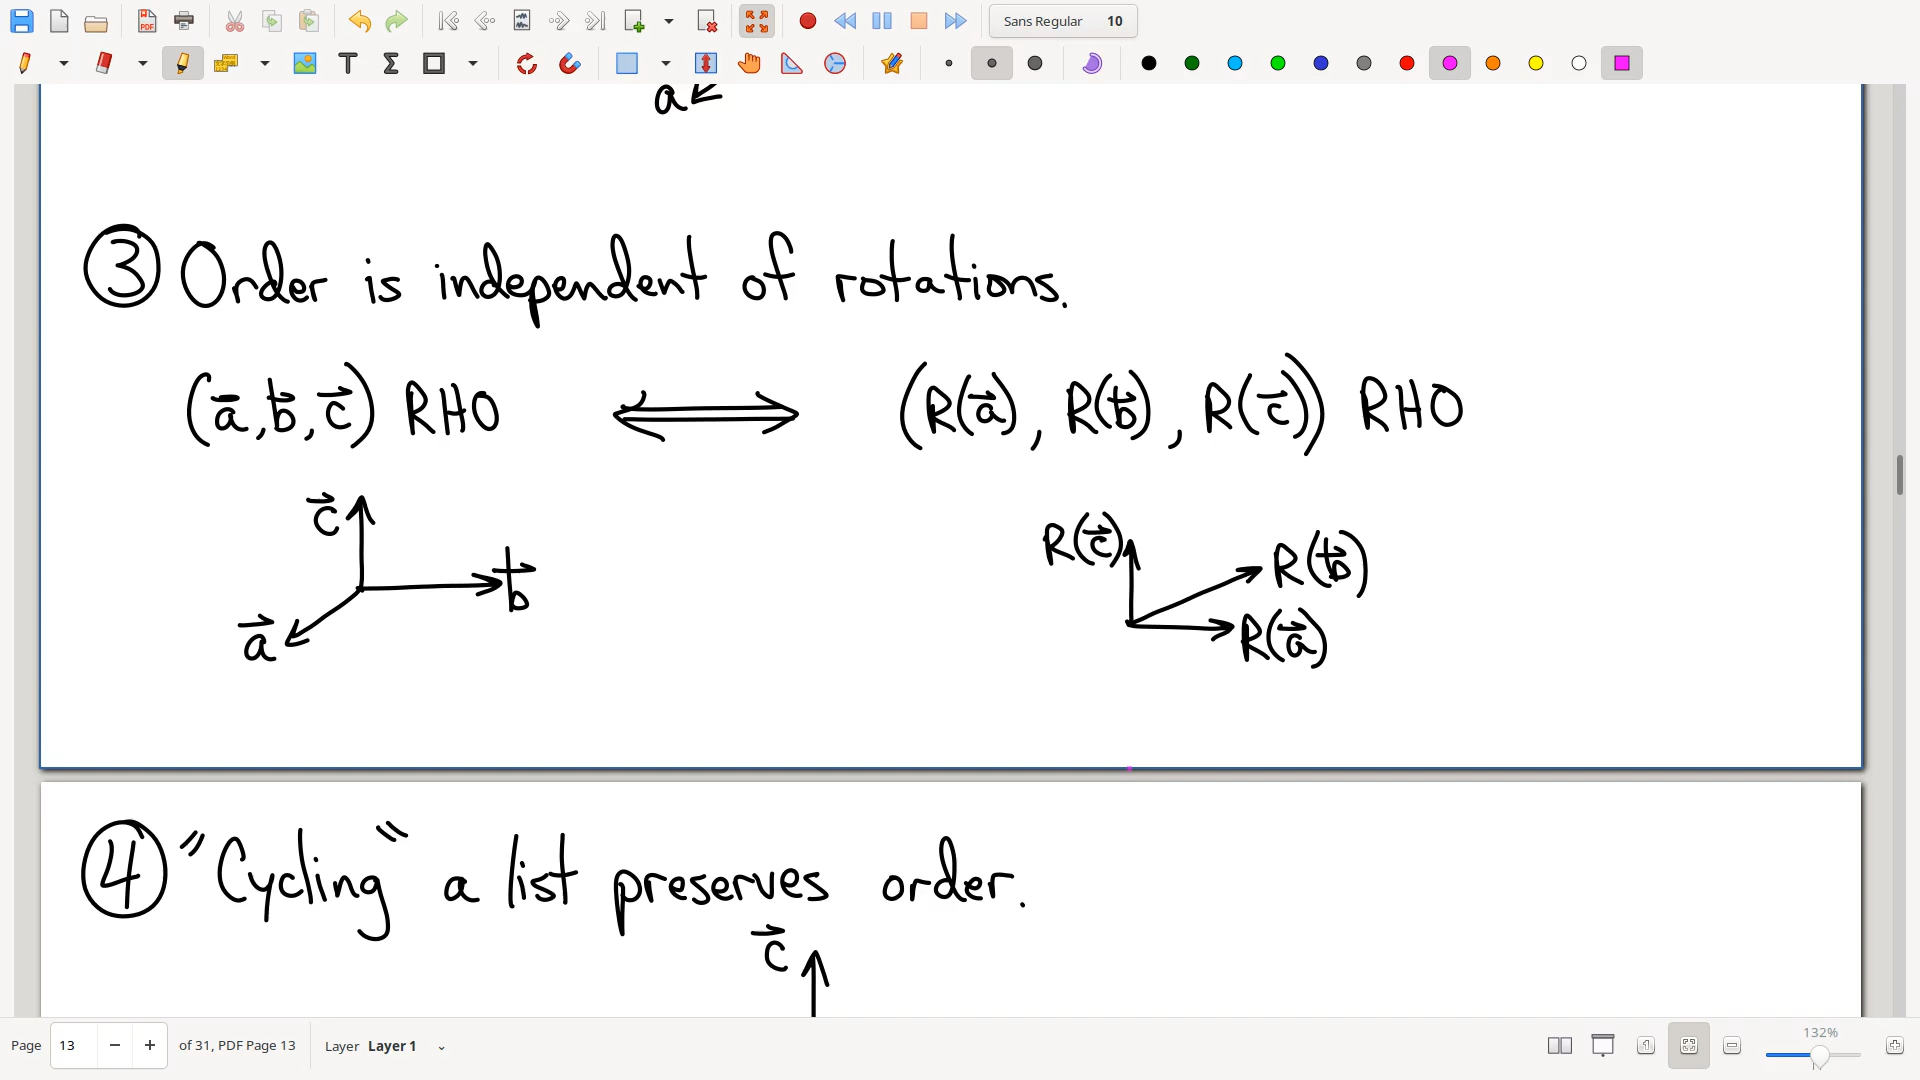 Sans Regular 10
a
③ Order is independent of rotations.
(a⃗, b⃗, c⃗) RHO ⟺ (R(a⃗), R(b⃗), R(c⃗)) RHO
c⃗
b⃗
a⃗
R(c⃗)
R(b⃗)
R(a⃗)
④ "Cycling" a list preserves order.
c⃗
Page 13 of 31, PDF Page 13 Layer Layer 1 132%